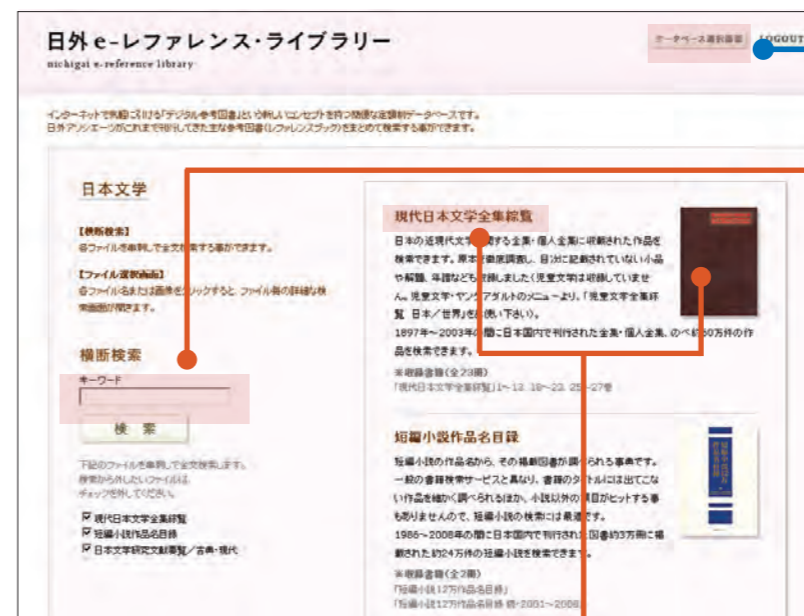 日外 e-レファレンス・ライブラリー
データベース選択画面
LOGOUT
nichigai e-reference library
インターネットで気軽に引ける「デジタル参考図書」という新しいコンセプトを持つ簡便な定額制データベースです。
日外アソシエーツがこれまで刊行してきた主な参考図書(レファレンスブック)をまとめて検索する事ができます。
日本文学
【横断検索】
各ファイルを串刺して全文検索する事ができます。
【ファイル選択画面】
各ファイル名または画像をクリックすると ファイル毎の詳細な検
索画面が開きます。
横断検索
キーワード
検 索
下記のファイルを串刺して全文検索します。
検索から外したいファイルは
チェックを外してください。
現代日本文学全集綜覧
短編小説作品名目録
日本文学研究文献要覧/古典・現代
現代日本文学全集綜覧
日本の近現代文学 する全集・個人全集に収載された作品を
検索できます。原本 徹底調査し、目次に記載されていない小品
や解題、年譜なども 録しました(児童文学は収録していませ
ん。児童文学・ヤングアダルトのメニューより、「児童文学全集綜
覧 日本/世界」を 使い下さい)。
1897年~2003年の間に日本国内で刊行された全集・個人全集、のべ約 0万件の作
品を検索できます。
※収録書籍(全23冊)
「現代日本文学全集綜覧」1~13 18~23 25~27巻
短編小説作品名目録
短編小説の作品名から、その掲載図書が調べられる事典です。
一般の書籍検索サービスと異なり、書籍のタイトルには出てこな
い作品を細かく調べられるほか、小説以外の 目がヒットする事
もありませんので、短編小説の検索には最適です。
1986~2008年の間に日本国内で刊行された図書約3万冊に掲
載された約24万件の短編小説を検索できます。
※収録書籍(全2冊)
「短編小説12万作品名目録」
「短編小説12万作品名目録 続・2001~2008」